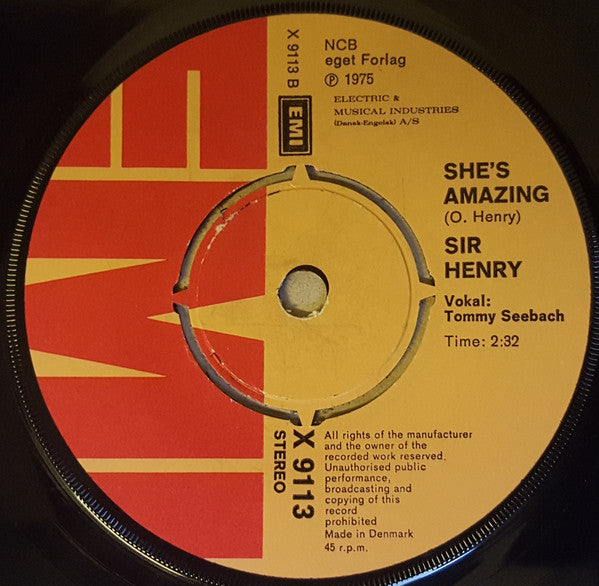 X 9113 B
EMI
NCB
eget Forlag
Ⓟ 1975
ELECTRIC &
MUSICAL INDUSTRIES
(Dansk-Engelsk) A/S
SHE'S
AMAZING
(O. Henry)
SIR
HENRY
Vokal:
Tommy Seebach
Time: 2:32
X 9113
STEREO
All rights of the manufacturer
and the owner of the
recorded work reserved.
Unauthorised public
performance,
broadcasting and
copying of this
record
prohibited
Made in Denmark
45 r.p.m.
EMI